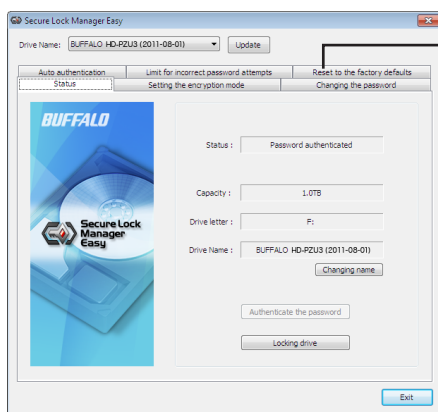 Secure Lock Manager Easy
Drive Name: BUFFALO HD-PZU3 (2011-08-01) Update
Auto authentication Limit for incorrect password attempts Reset to the factory defaults
Status Setting the encryption mode Changing the password
BUFFALO
Status : Password authenticated
Capacity : 1.0TB
Secure Lock
Manager
Easy
Drive letter : F:
Drive Name : BUFFALO HD-PZU3 (2011-08-01)
Changing name
Authenticate the password
Locking drive
Exit